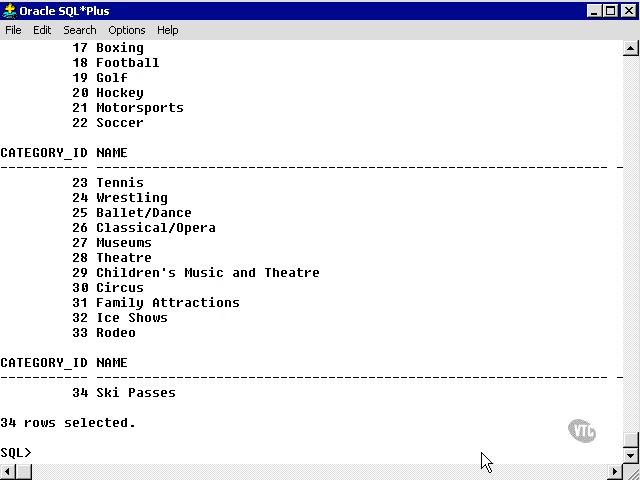 Oracle SQL*Plus
File Edit Search Options Help
17 Boxing
18 Football
19 Golf
20 Hockey
21 Motorsports
22 Soccer
CATEGORY_ID NAME
----------- ---------------------------------------------------------------- -
23 Tennis
24 Wrestling
25 Ballet/Dance
26 Classical/Opera
27 Museums
28 Theatre
29 Children's Music and Theatre
30 Circus
31 Family Attractions
32 Ice Shows
33 Rodeo
CATEGORY_ID NAME
----------- ---------------------------------------------------------------- -
34 Ski Passes
34 rows selected.
VTC
SQL>